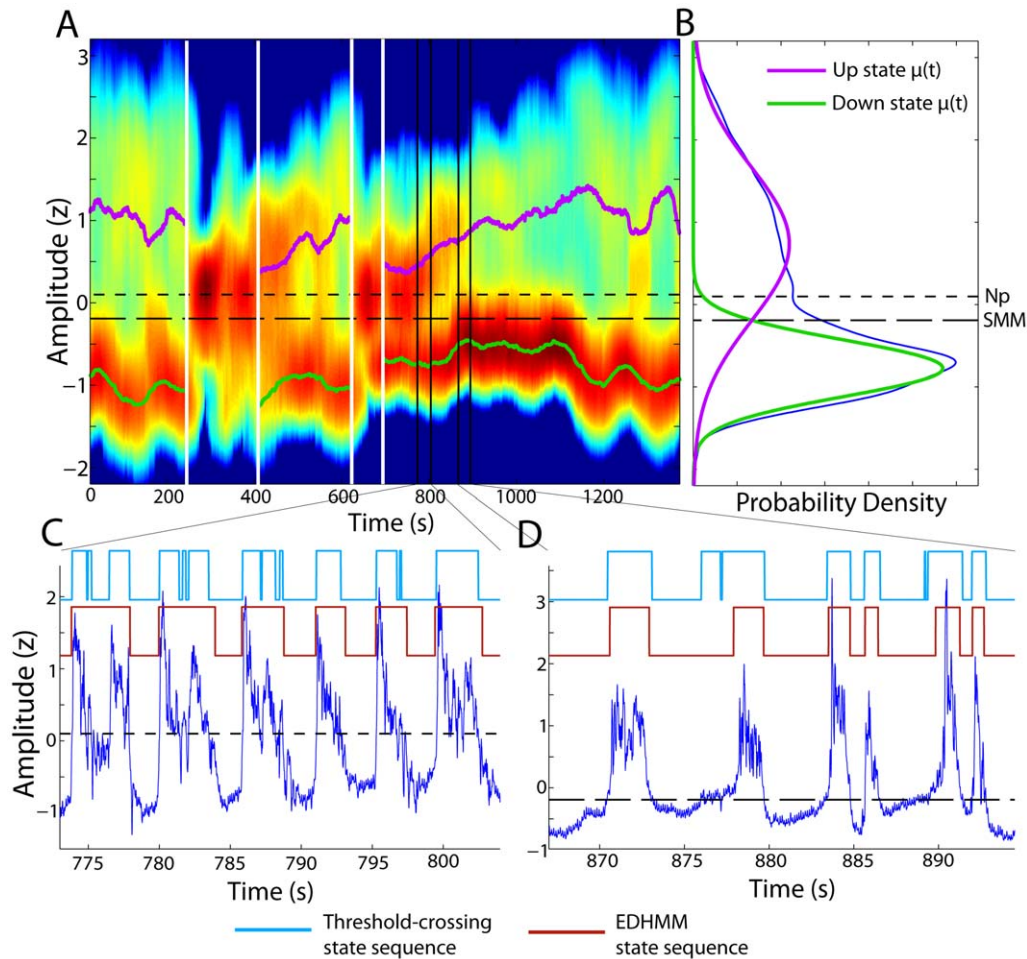 A
B
Amplitude (z)
3
2
1
0
−1
−2
0 200 400 600 800 1000 1200
Time (s)
Up state μ(t)
Down state μ(t)
Np
SMM
Probability Density
C
D
Amplitude (z)
2
1
0
−1
775 780 785 790 795 800
Time (s)
3
2
1
0
−1
870 875 880 885 890
Time (s)
Threshold-crossing
state sequence
EDHMM
state sequence